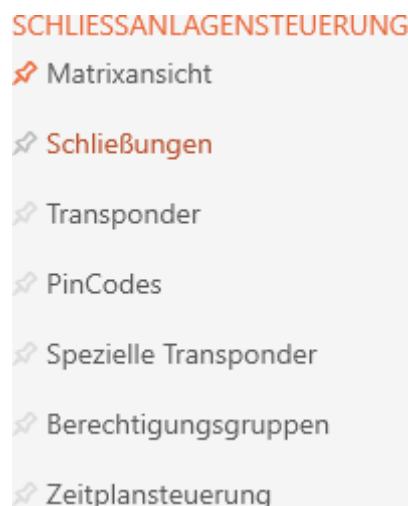 SCHLIESSANLAGENSTEUERUNG
Matrixansicht
Schließungen
Transponder
PinCodes
Spezielle Transponder
Berechtigungsgruppen
Zeitplansteuerung